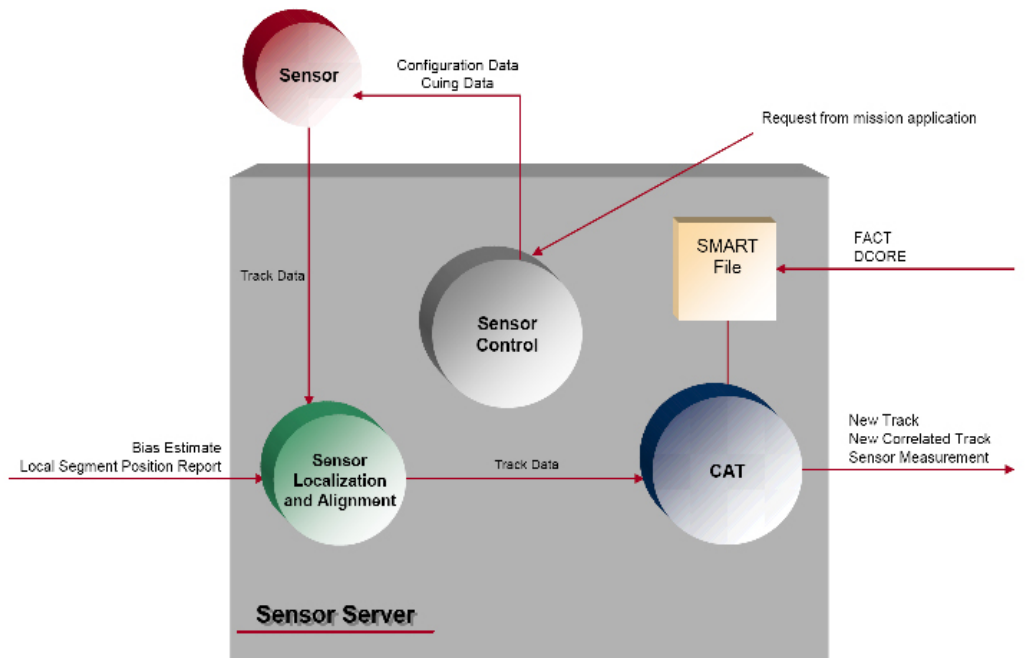 Sensor
Configuration Data
Cuing Data
Request from mission application
SMART
File
FACT
DCORE
Track Data
Sensor
Control
Bias Estimate
Local Segment Position Report
Sensor
Localization
and Alignment
Track Data
CAT
New Track
New Correlated Track
Sensor Measurement
Sensor Server